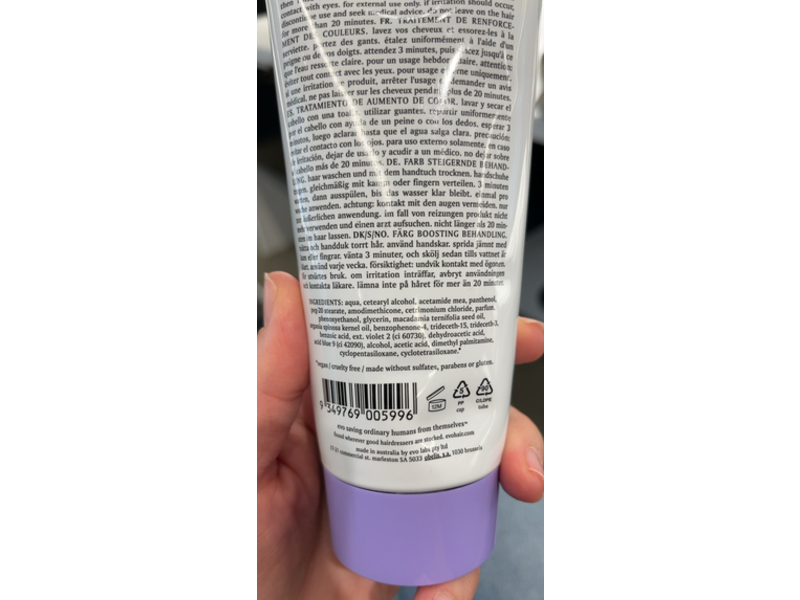 then
contact with eyes. for external use only. if irritation should occur,
discontinue use and seek medical advice. do not leave on the hair
for more than 20 minutes. FR. TRAITEMENT DE RENFORCE-
MENT DE COULEURS. lavez vos cheveux et essorez-les à la
serviette. portez des gants. étalez uniformément à l'aide d'un
peigne ou de vos doigts. attendez 3 minutes, puis rincez jusqu'à ce
que l'eau ressorte claire. pour un usage hebdomadaire. attention:
éviter tout contact avec les yeux. pour usage externe uniquement.
si une irritation se produit, arrêter l'usage et demander un avis
médical. ne pas laisser sur les cheveux pendant plus de 20 minutes.
ES. TRATAMIENTO DE AUMENTO DE COLOR. lavar y secar el
cabello con una toalla. utilizar guantes. repartir uniformemente
por el cabello con ayuda de un peine o con los dedos. esperar 3
minutos, luego aclarar hasta que el agua salga clara. precaución:
evitar el contacto con los ojos. para uso externo solamente. en caso
de irritación, dejar de usarlo y acudir a un médico. no dejar sobre
el cabello más de 20 minutos. DE. FARB STEIGERNDE BEHAND-
LUNG. haar waschen und mit dem handtuch trocknen. handschuhe
tragen. gleichmäßig mit kamm oder fingern verteilen. 3 minuten
warten, dann ausspülen, bis das wasser klar bleibt. einmal pro
woche anwenden. achtung: kontakt mit den augen vermeiden. nur
zur äußerlichen anwendung. im fall von reizungen produkt nicht
mehr verwenden und einen arzt aufsuchen. nicht länger als 20 min-
uten im haar lassen. DK/S/NO. FÄRG BOOSTING BEHANDLING.
tvätta och handduk torrt hår. använd handskar. sprida jämnt med
kam eller fingrar. vänta 3 minuter, och skölj sedan tills vattnet är
klart. använd varje vecka. försiktighet: undvik kontakt med ögonen.
för utvärtes bruk. om irritation inträffar, avbryt användningen
och kontakta läkare. lämna inte på håret för mer än 20 minuter.
INGREDIENTS: aqua, cetearyl alcohol, acetamide mea, panthenol,
peg-20 stearate, amodimethicone, cetrimonium chloride, parfum,
phenoxyethanol, glycerin, macadamia ternifolia seed oil,
argania spinosa kernel oil, benzophenone-4, trideceth-15, trideceth-3,
benzoic acid, ext. violet 2 (ci 60730), dehydroacetic acid,
acid blue 9 (ci 42090), alcohol, acetic acid, dimethyl palmitamine,
cyclopentasiloxane, cyclotetrasiloxane.*
*vegan / cruelty free / made without sulfates, parabens or gluten.
9 349769 005996
12M
5
PP
cap
90
C/LDPE
tube
evo saving ordinary humans from themselves™
found wherever good hairdressers are stocked. evohair.com
made in australia by evo labs pty ltd
commercial st. marleston SA 5033 obelis. s.a. 1030 brussels